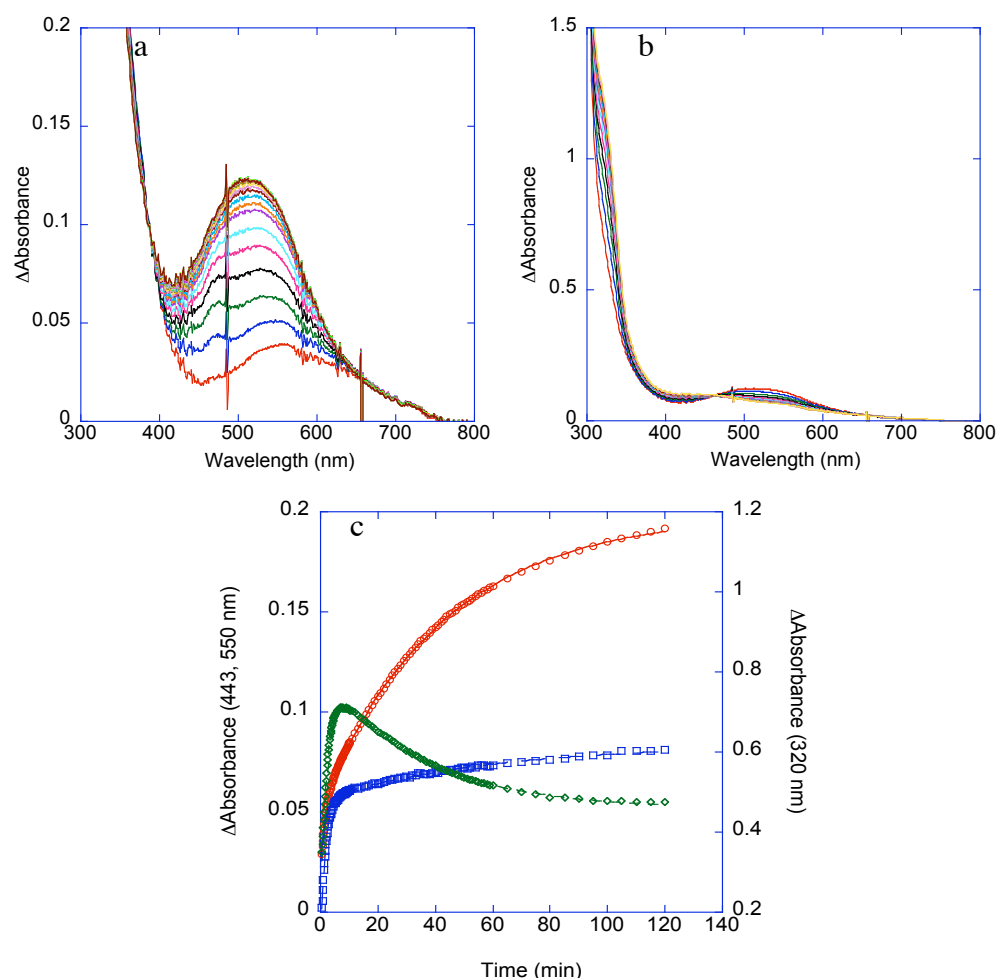 a
0.2
0.15
0.1
0.05
0
300 400 500 600 700 800
Wavelength (nm)
ΔAbsorbance
b
1.5
1
0.5
0
300 400 500 600 700 800
Wavelength (nm)
ΔAbsorbance
c
0.2
0.15
0.1
0.05
0
ΔAbsorbance (443, 550 nm)
1.2
1
0.8
0.6
0.4
0.2
ΔAbsorbance (320 nm)
0 20 40 60 80 100 120 140
Time (min)